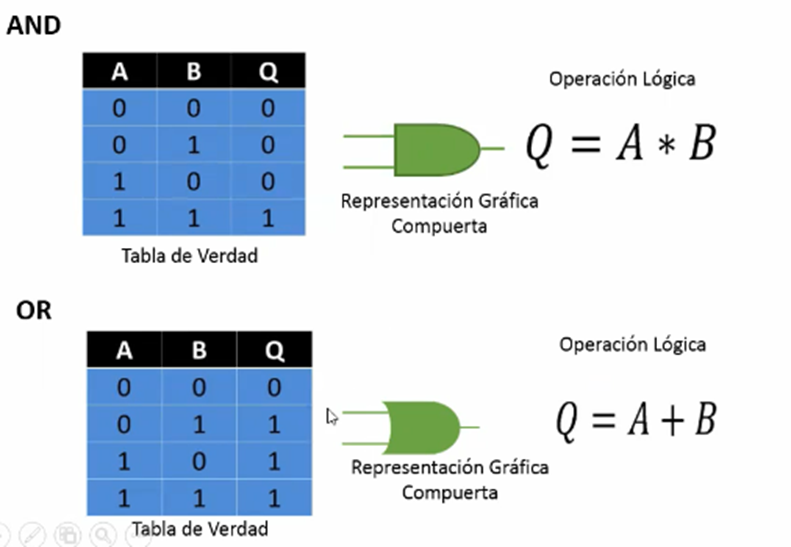 AND
A B Q
0 0 0
0 1 0
1 0 0
1 1 1
Tabla de Verdad
Representación Gráfica
Compuerta
Operación Lógica
Q = A * B
OR
A B Q
0 0 0
0 1 1
1 0 1
1 1 1
Tabla de Verdad
Representación Gráfica
Compuerta
Operación Lógica
Q = A + B